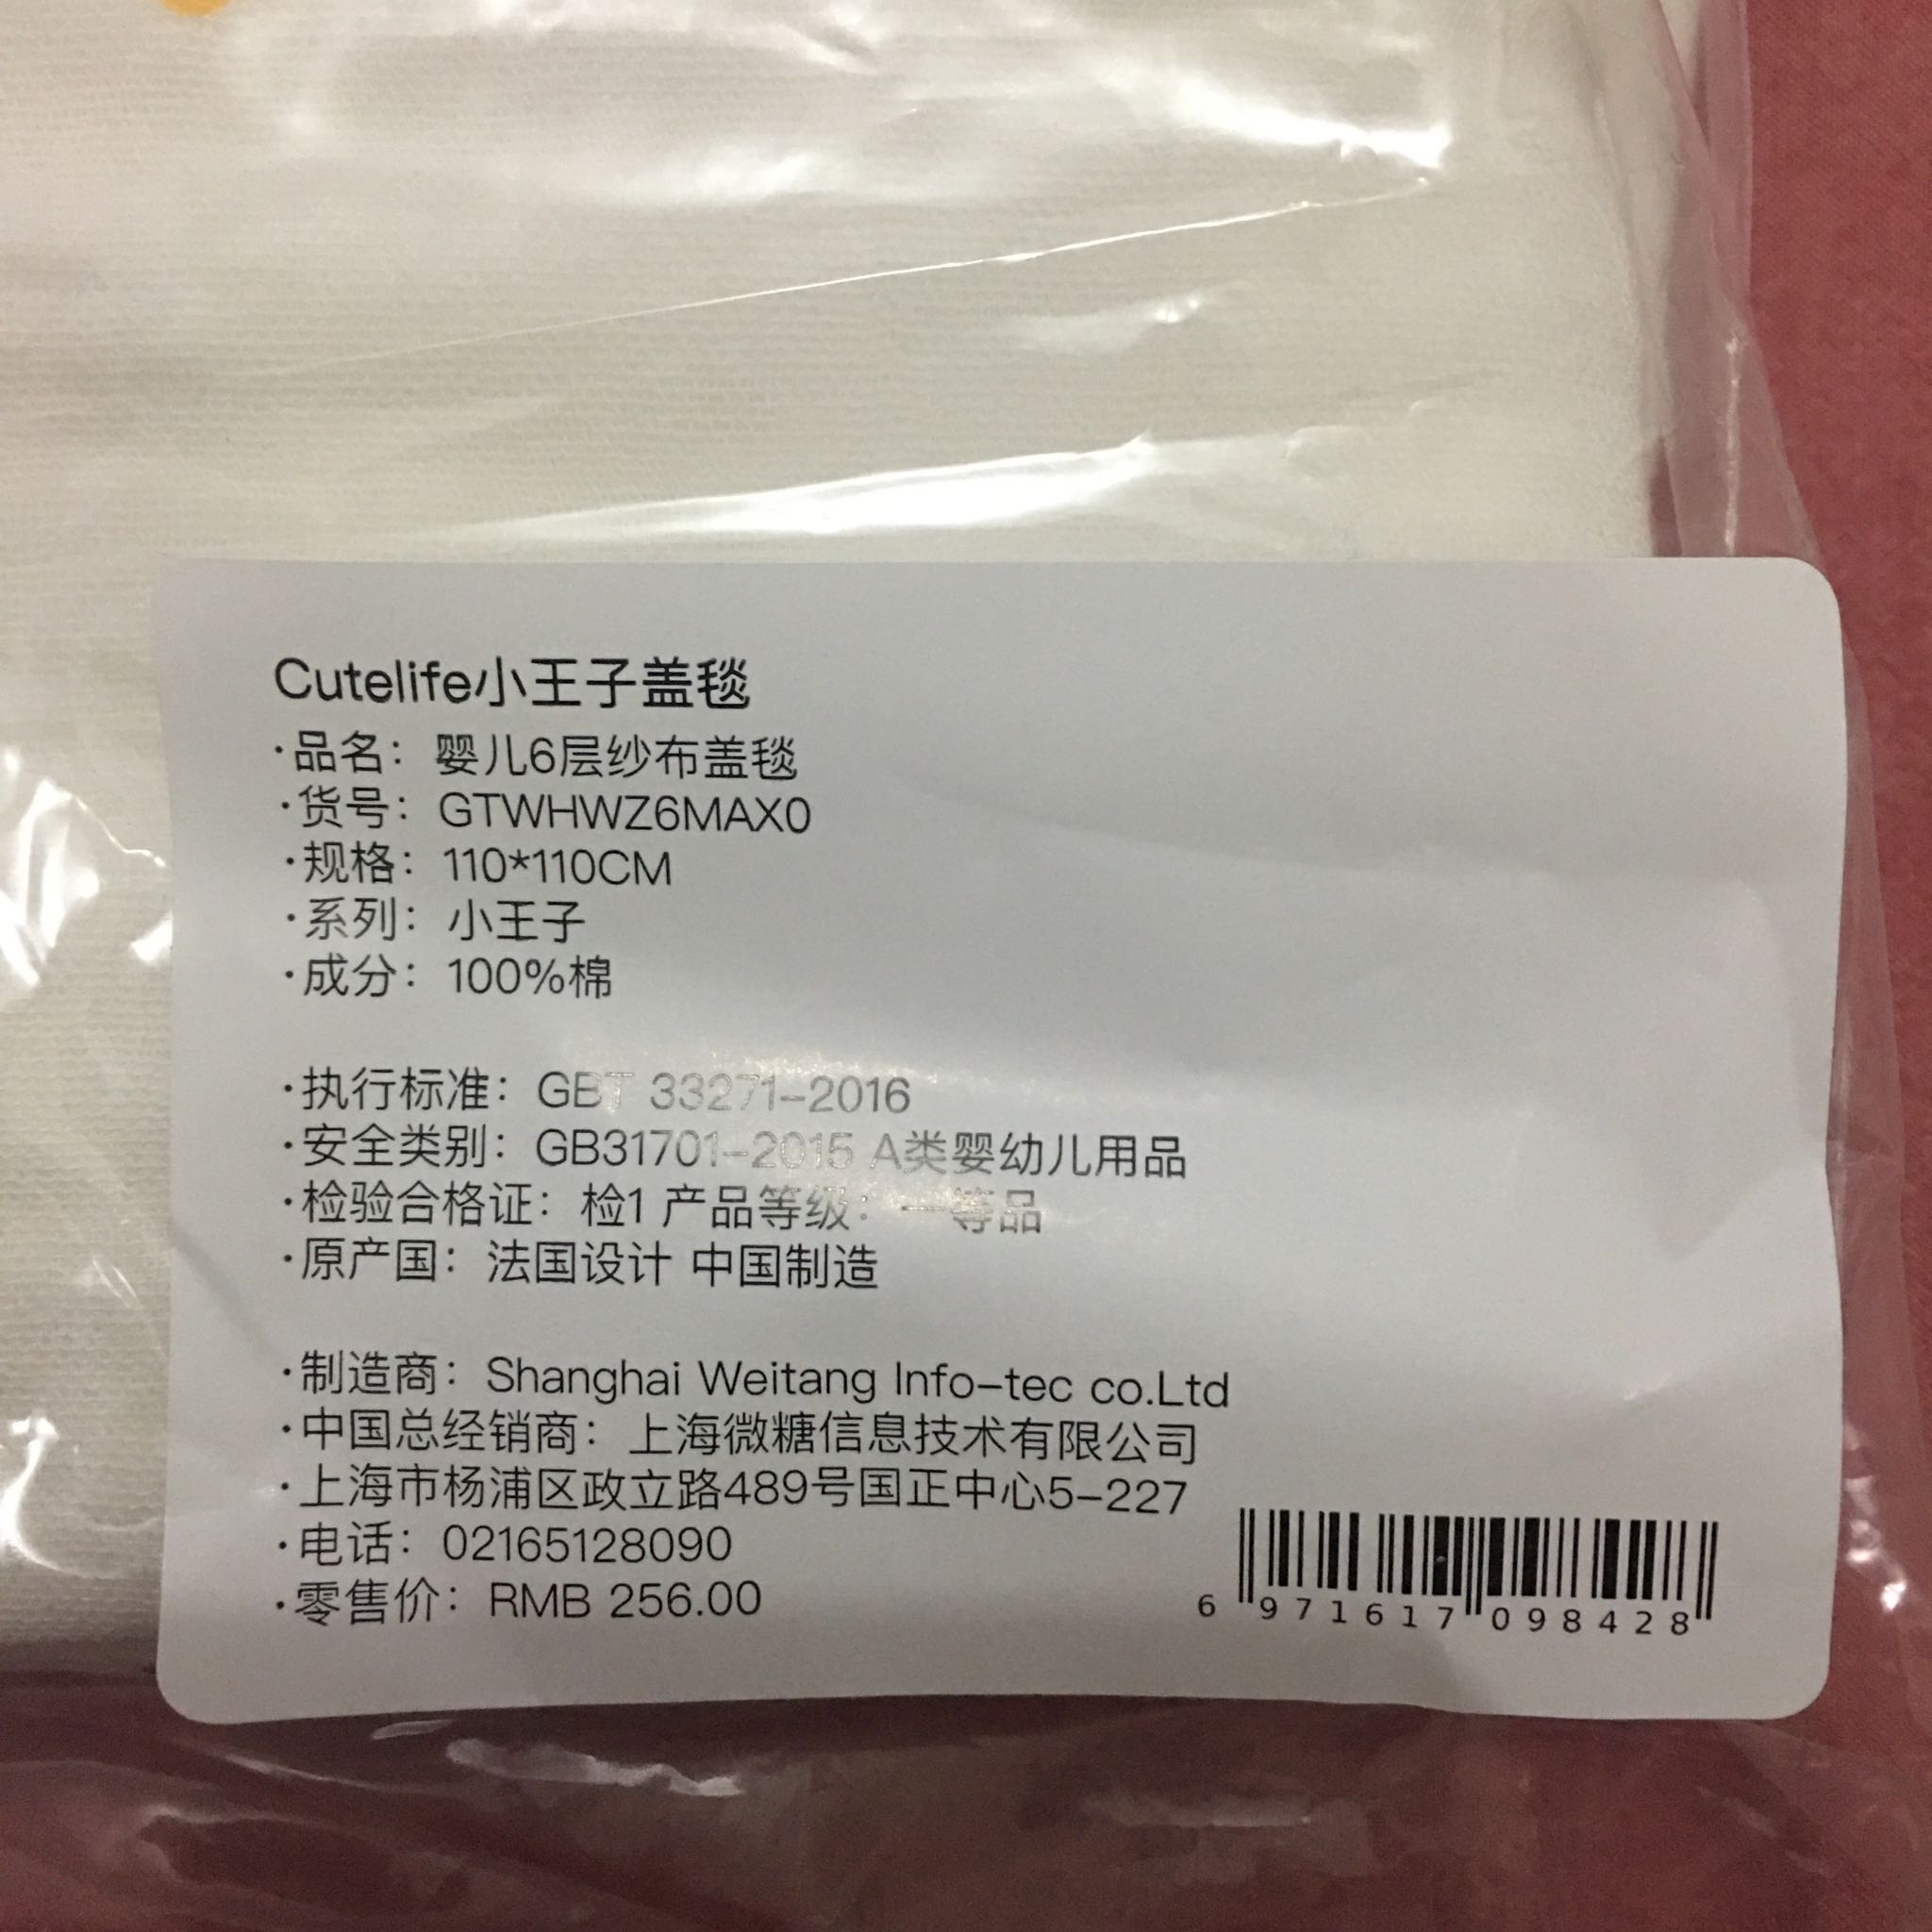 Cutelife小王子盖毯
·品名：婴儿6层纱布盖毯
·货号：GTWHWZ6MAX0
·规格：110*110CM
·系列：小王子
·成分：100%棉
·执行标准：GBT 33271-2016
·安全类别：GB31701-2015 A类婴幼儿用品
·检验合格证：检1 产品等级：一等品
·原产国：法国设计 中国制造
·制造商：Shanghai Weitang Info-tec co.Ltd
·中国总经销商：上海微糖信息技术有限公司
·上海市杨浦区政立路489号国正中心5-227
·电话：02165128090
·零售价：RMB 256.00
6 971617 098428